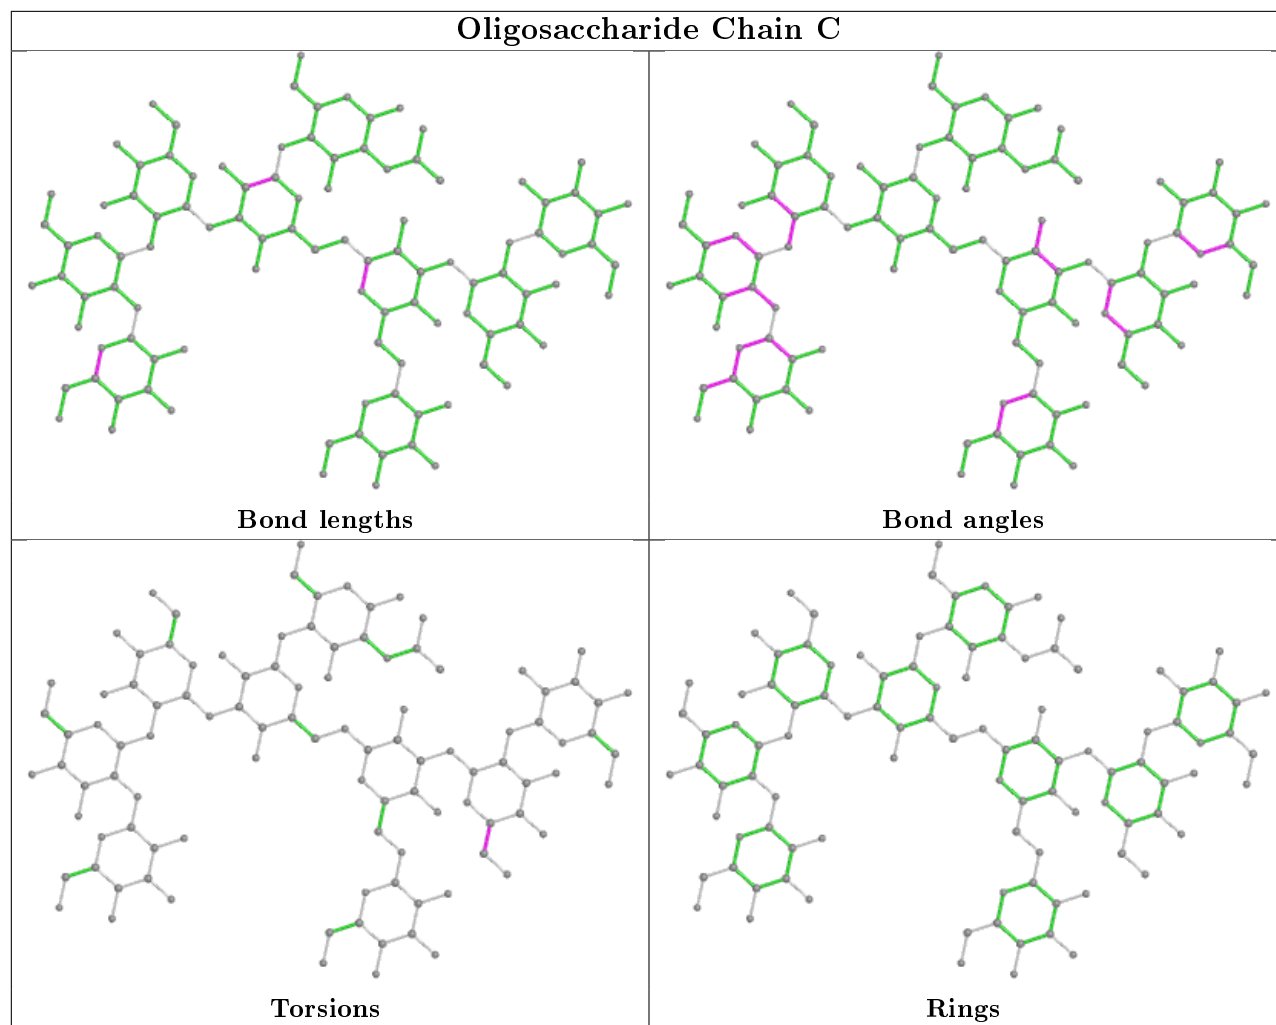 Oligosaccharide Chain C
Bond lengths
Bond angles
Torsions
Rings